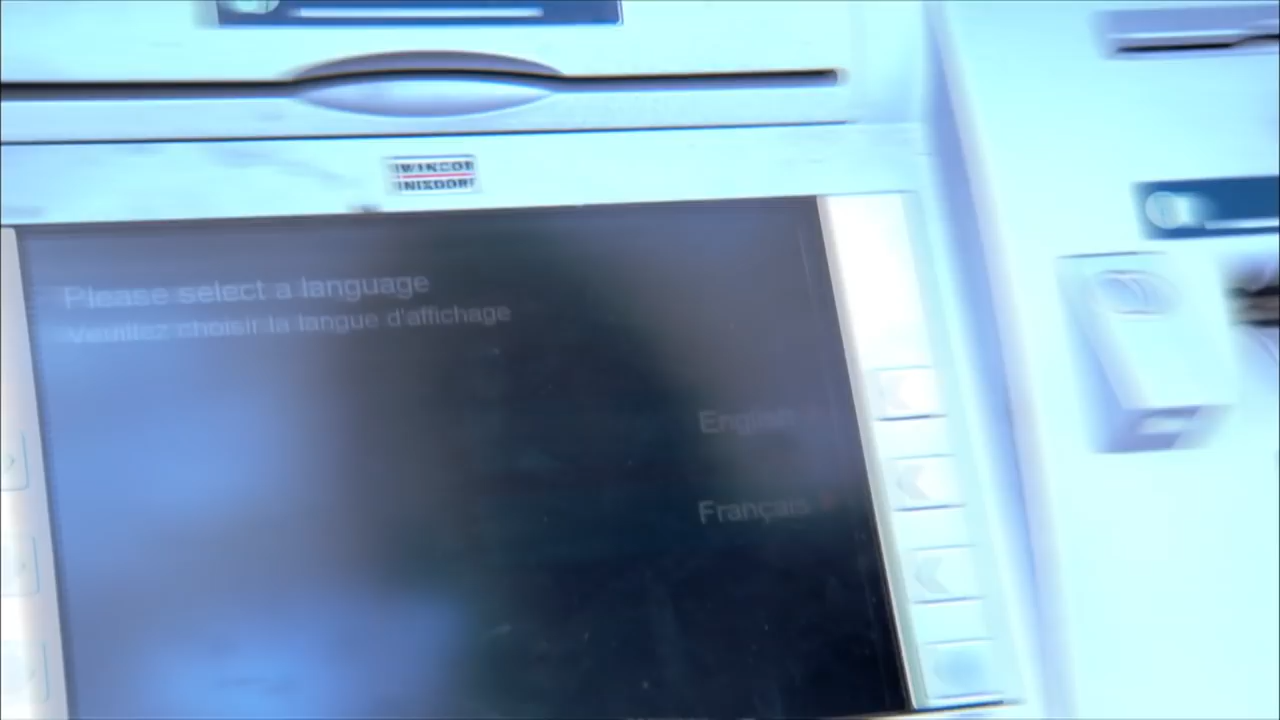 WINCOR
NIXDORF
Please select a language
Veuillez choisir la langue d'affichage
English
Français